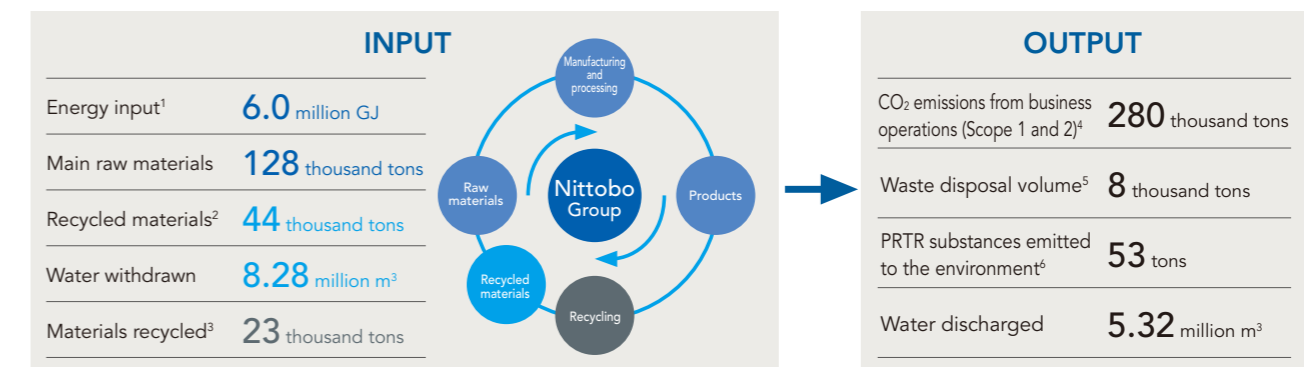 INPUT
Energy input¹ 6.0 million GJ
Main raw materials 128 thousand tons
Recycled materials² 44 thousand tons
Water withdrawn 8.28 million m³
Materials recycled³ 23 thousand tons
Manufacturing
and
processing
Raw
materials
Nittobo
Group
Products
Recycled
materials
Recycling
OUTPUT
CO₂ emissions from business
operations (Scope 1 and 2)⁴ 280 thousand tons
Waste disposal volume⁵ 8 thousand tons
PRTR substances emitted
to the environment⁶ 53 tons
Water discharged 5.32 million m³